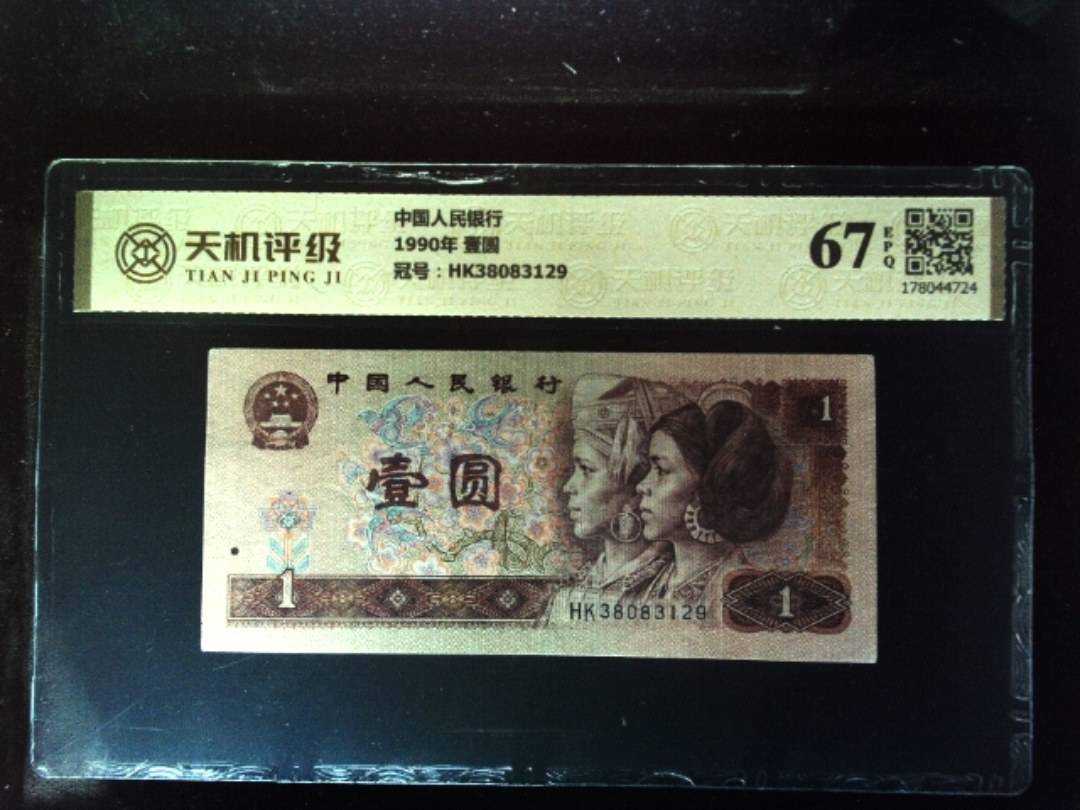 天机评级
TIAN JI PING JI
中国人民银行
1990年 壹圆
冠号：HK38083129
67
EPQ
178044724
中国人民银行
壹圆
1
1
HK38083129
1